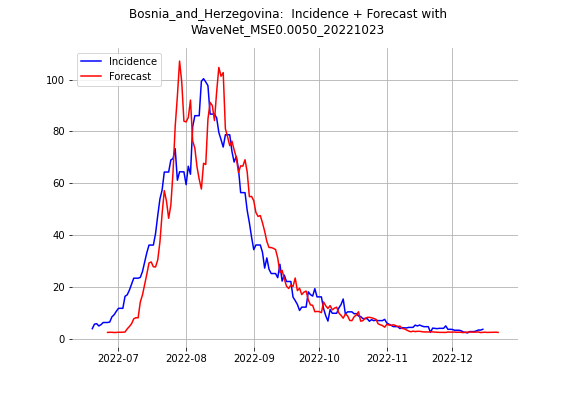 Bosnia_and_Herzegovina:  Incidence + Forecast with
WaveNet_MSE0.0050_20221023
Incidence
Forecast
100
80
60
40
20
0
2022-07 2022-08 2022-09 2022-10 2022-11 2022-12